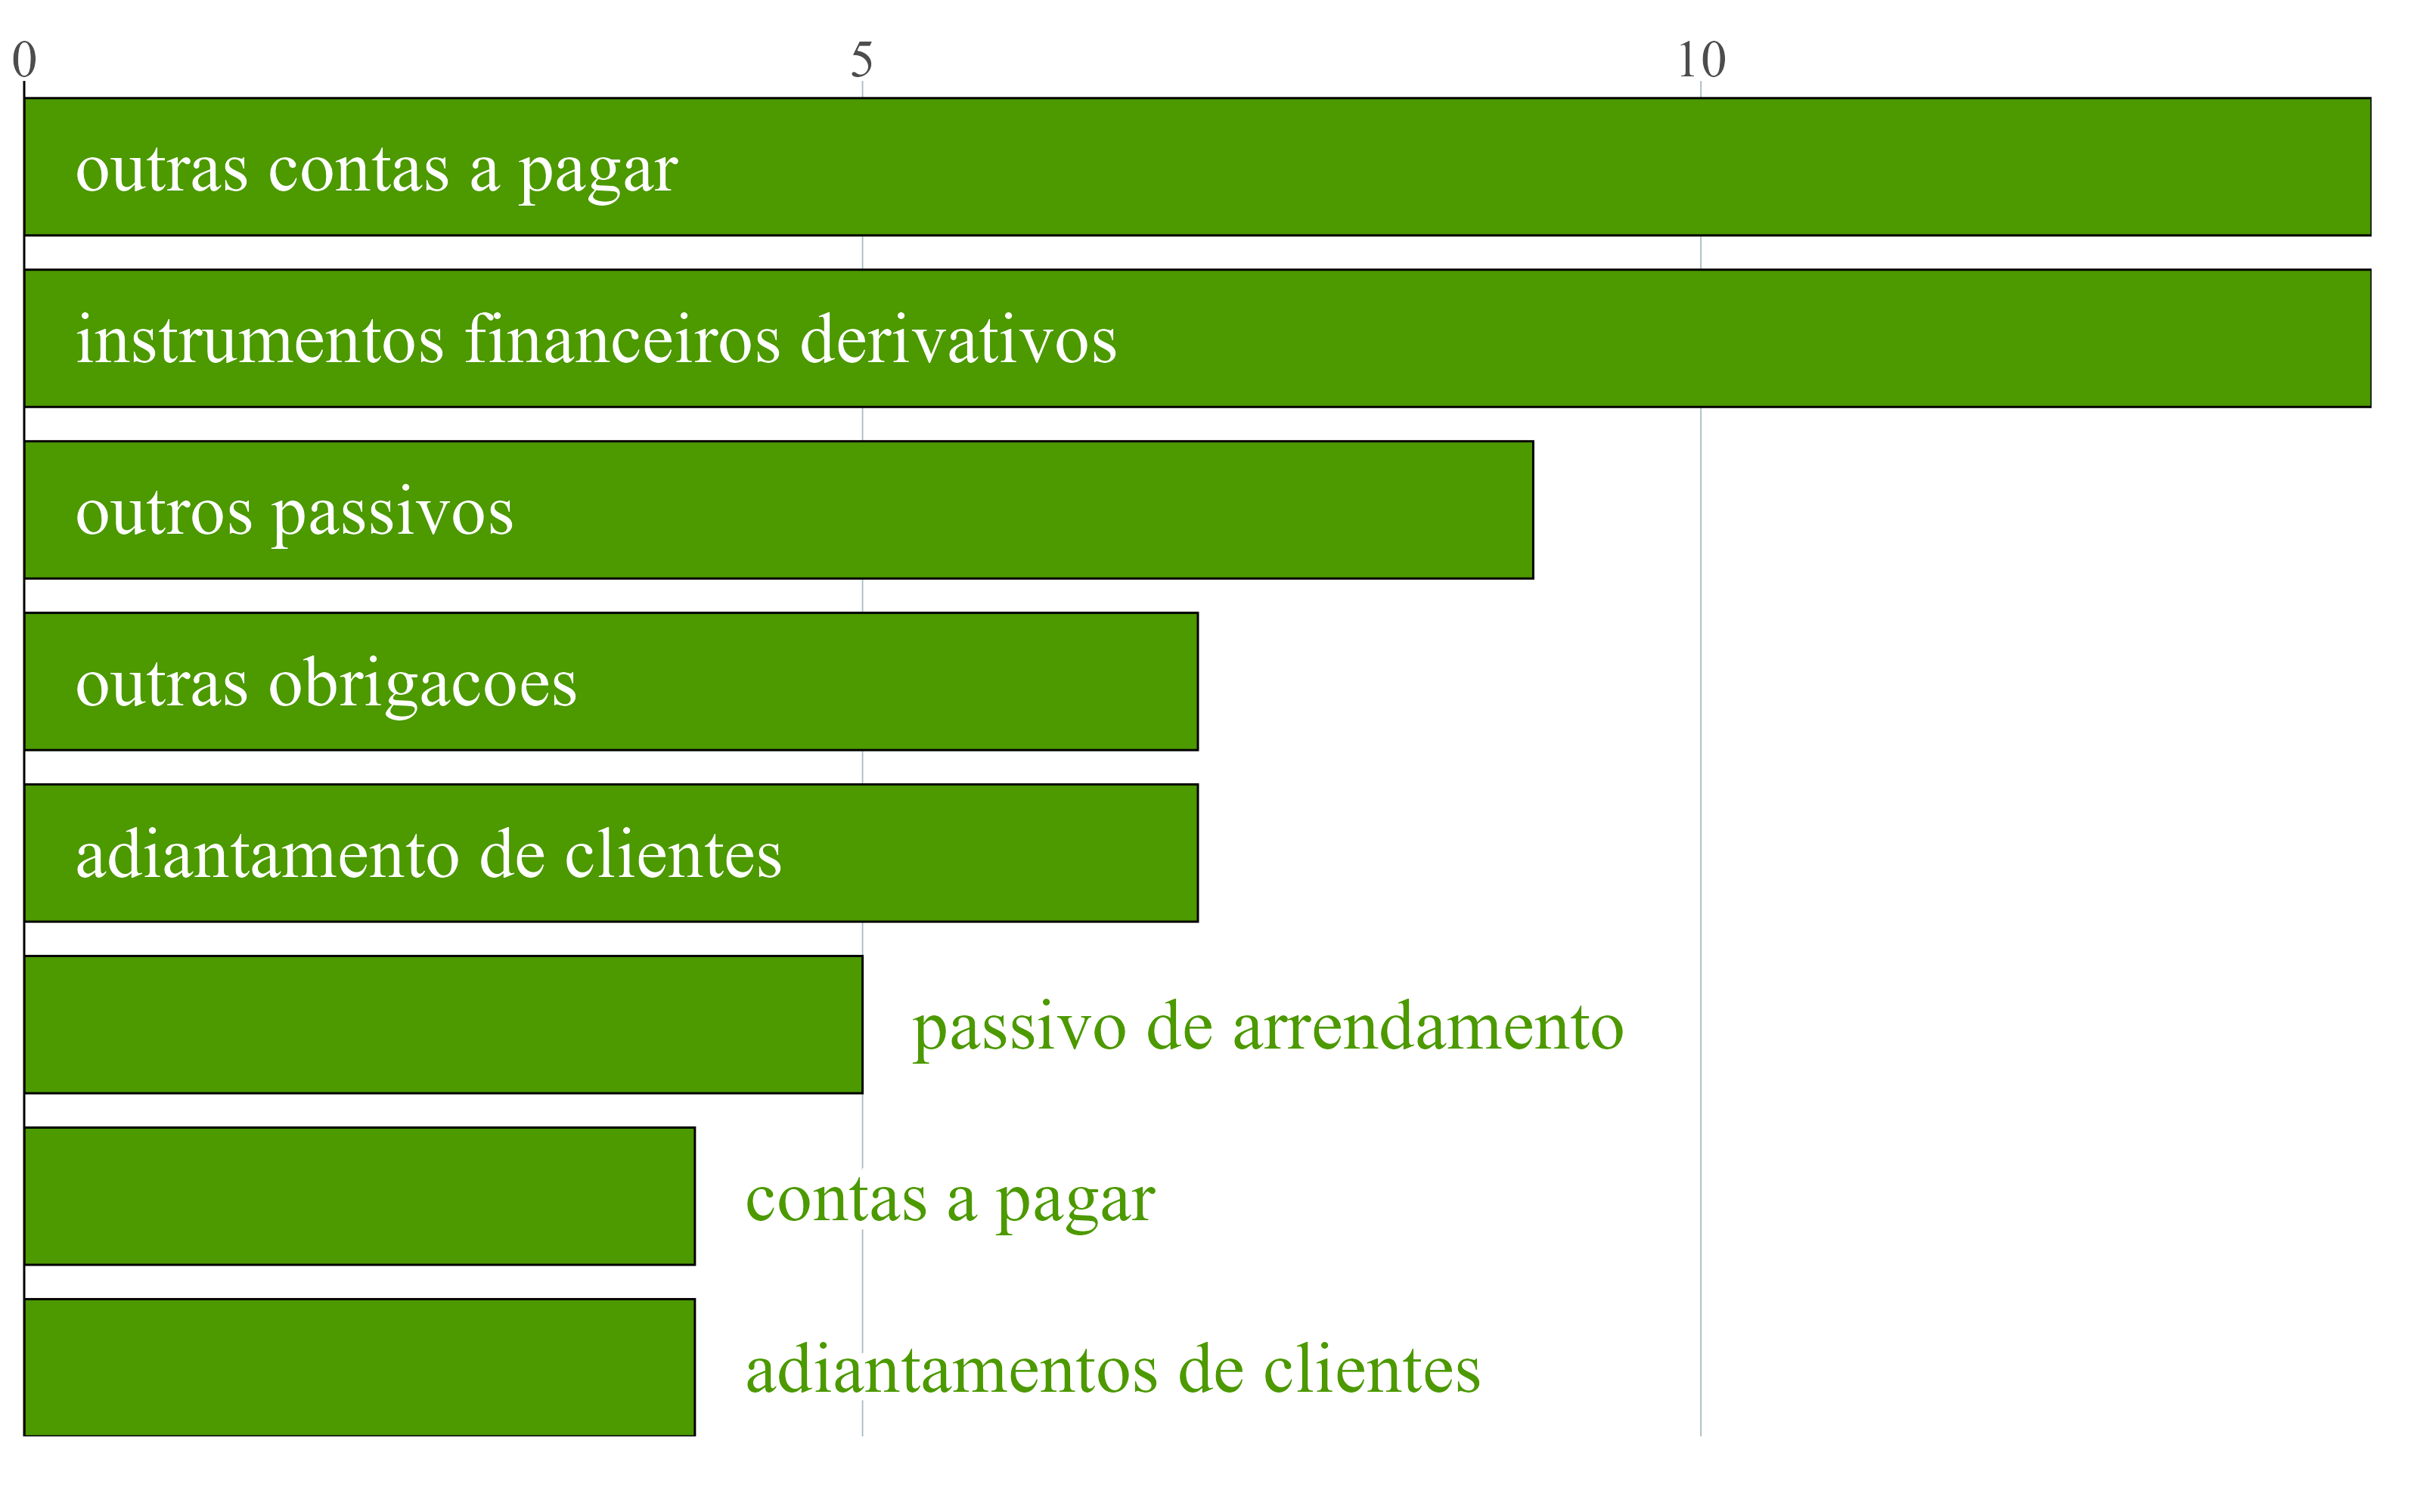 0 5 10
outras contas a pagar
instrumentos financeiros derivativos
outros passivos
outras obrigacoes
adiantamento de clientes
passivo de arrendamento
contas a pagar
adiantamentos de clientes